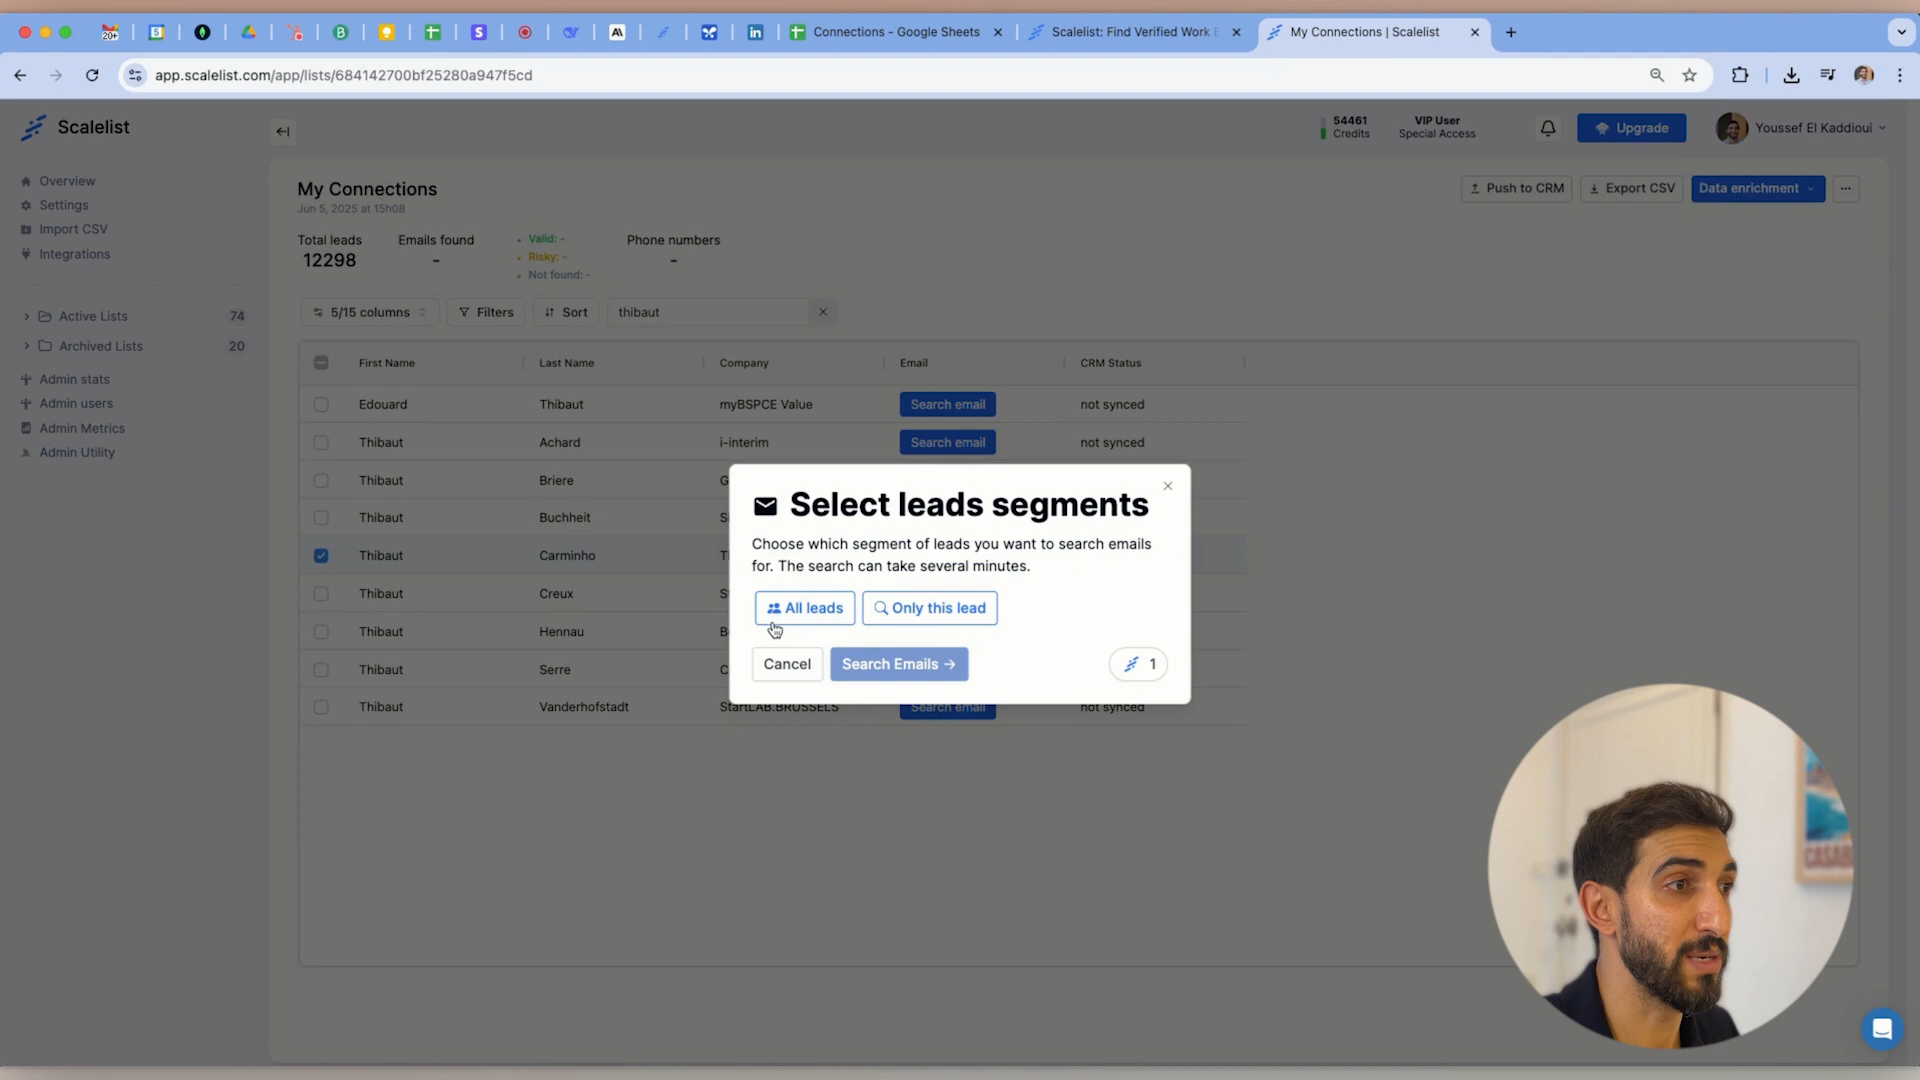 20+
S
Connections - Google Sheets
Scalelist: Find Verified Work E
My Connections | Scalelist
app.scalelist.com/app/lists/684142700bf25280a947f5cd
Scalelist
54461
Credits
VIP User
Special Access
Upgrade
Youssef El Kaddioui
Overview
Settings
Import CSV
Integrations
Active Lists 74
Archived Lists 20
Admin stats
Admin users
Admin Metrics
Admin Utility
My Connections
Jun 5, 2025 at 15h08
Push to CRM
Export CSV
Data enrichment
Total leads
12298
Emails found
-
Valid: -
Risky: -
Not found: -
Phone numbers
-
5/15 columns
Filters
Sort
thibaut
First Name Last Name Company Email CRM Status
Edouard Thibaut myBSPCE Value Search email not synced
Thibaut Achard i-interim Search email not synced
Thibaut Briere G
Thibaut Buchheit Si
Thibaut Carminho T
Thibaut Creux S
Thibaut Hennau B
Thibaut Serre C
Thibaut Vanderhofstadt StartLAB.BRUSSELS Search email not synced
Select leads segments
Choose which segment of leads you want to search emails
for. The search can take several minutes.
All leads
Only this lead
Cancel
Search Emails →
1